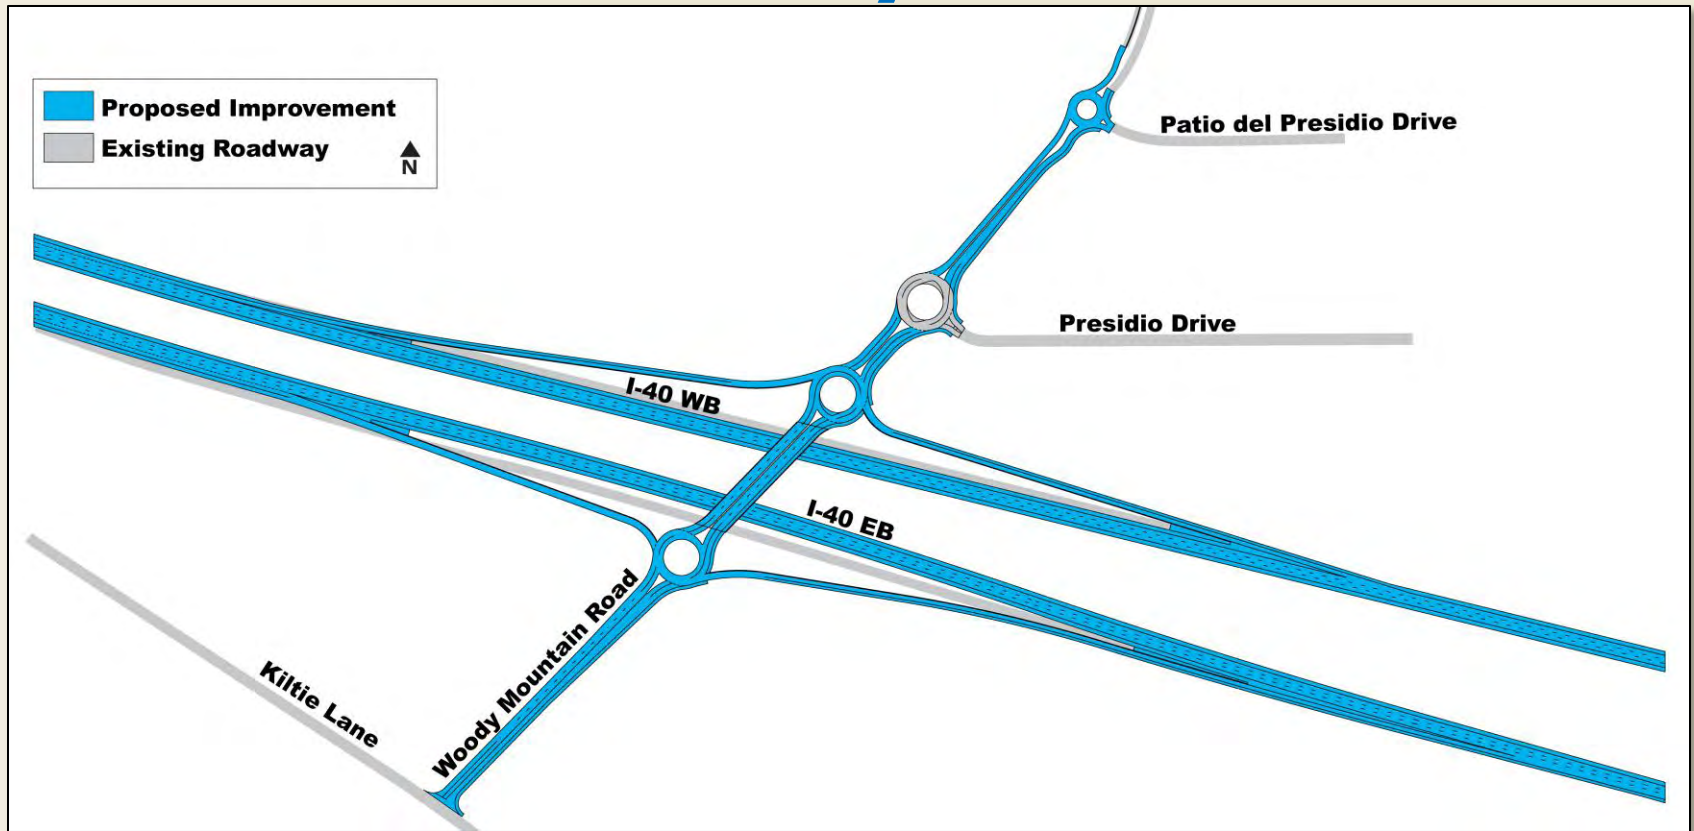 Proposed Improvement
Existing Roadway
N
Patio del Presidio Drive
Presidio Drive
I-40 WB
I-40 EB
Woody Mountain Road
Kiltie Lane